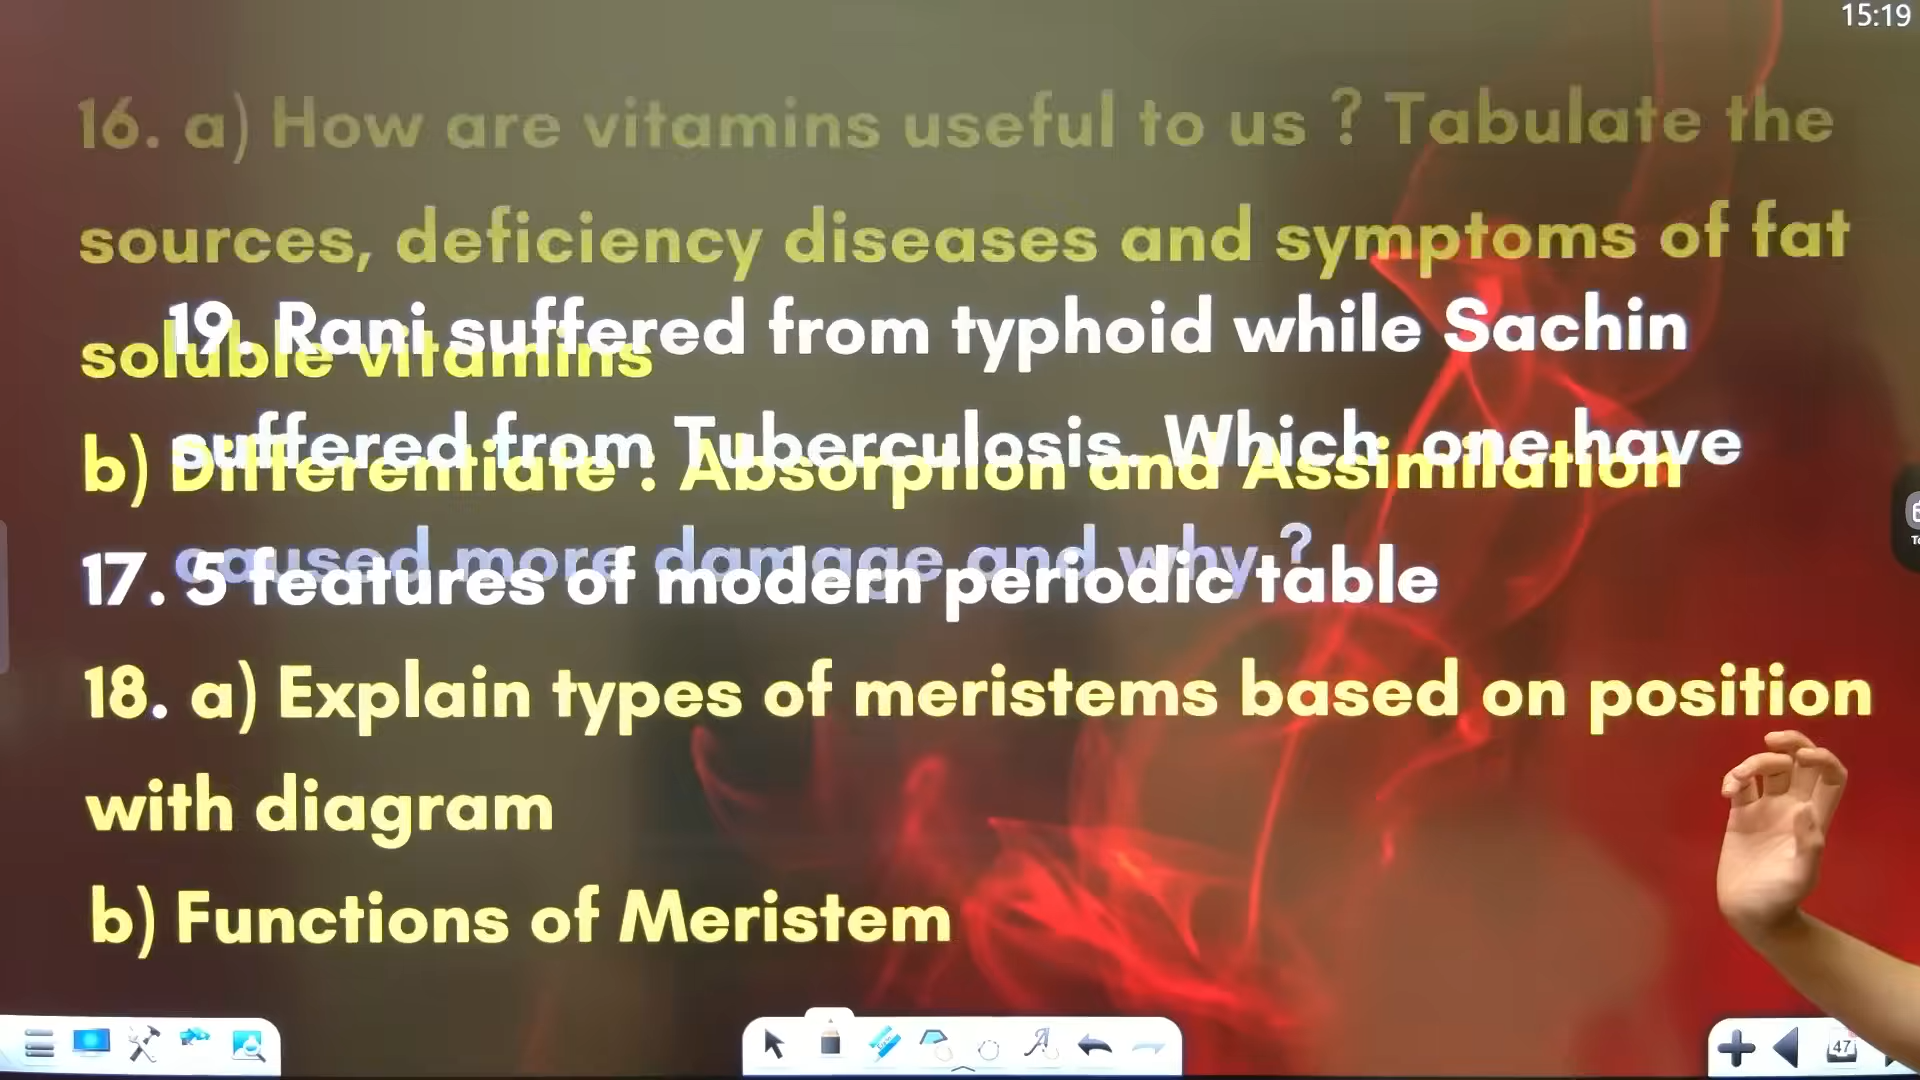 15:19
16. a) How are vitamins useful to us ? Tabulate the
sources, deficiency diseases and symptoms of fat
soluble vitamins
b) Differentiate : Absorption and Assimilation
17. 5 features of modern periodic table
18. a) Explain types of meristems based on position
with diagram
b) Functions of Meristem
19. Rani suffered from typhoid while Sachin
suffered from Tuberculosis. Which one have
caused more damage and why ?
47